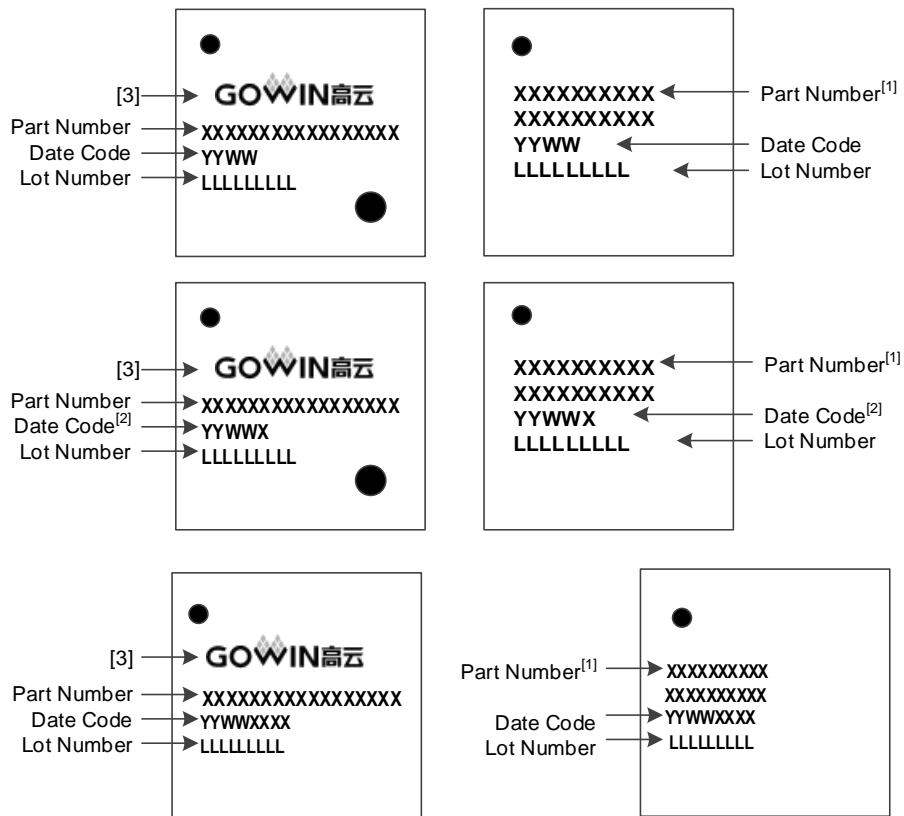 [3]
GOWIN高云
Part Number
XXXXXXXXXXXXXXXXX
Date Code
YYWW
Lot Number
LLLLLLLLL
XXXXXXXXXX
Part Number[1]
XXXXXXXXXX
YYWW
Date Code
LLLLLLLLL
Lot Number
[3]
GOWIN高云
Part Number
XXXXXXXXXXXXXXXXX
Date Code[2]
YYWWX
Lot Number
LLLLLLLLL
XXXXXXXXXX
Part Number[1]
XXXXXXXXXX
YYWWX
Date Code[2]
LLLLLLLLL
Lot Number
[3]
GOWIN高云
Part Number
XXXXXXXXXXXXXXXXX
Date Code
YYWWXXXX
Lot Number
LLLLLLLLL
Part Number[1]
XXXXXXXXXX
XXXXXXXXXX
Date Code
YYWWXXXX
Lot Number
LLLLLLLLL